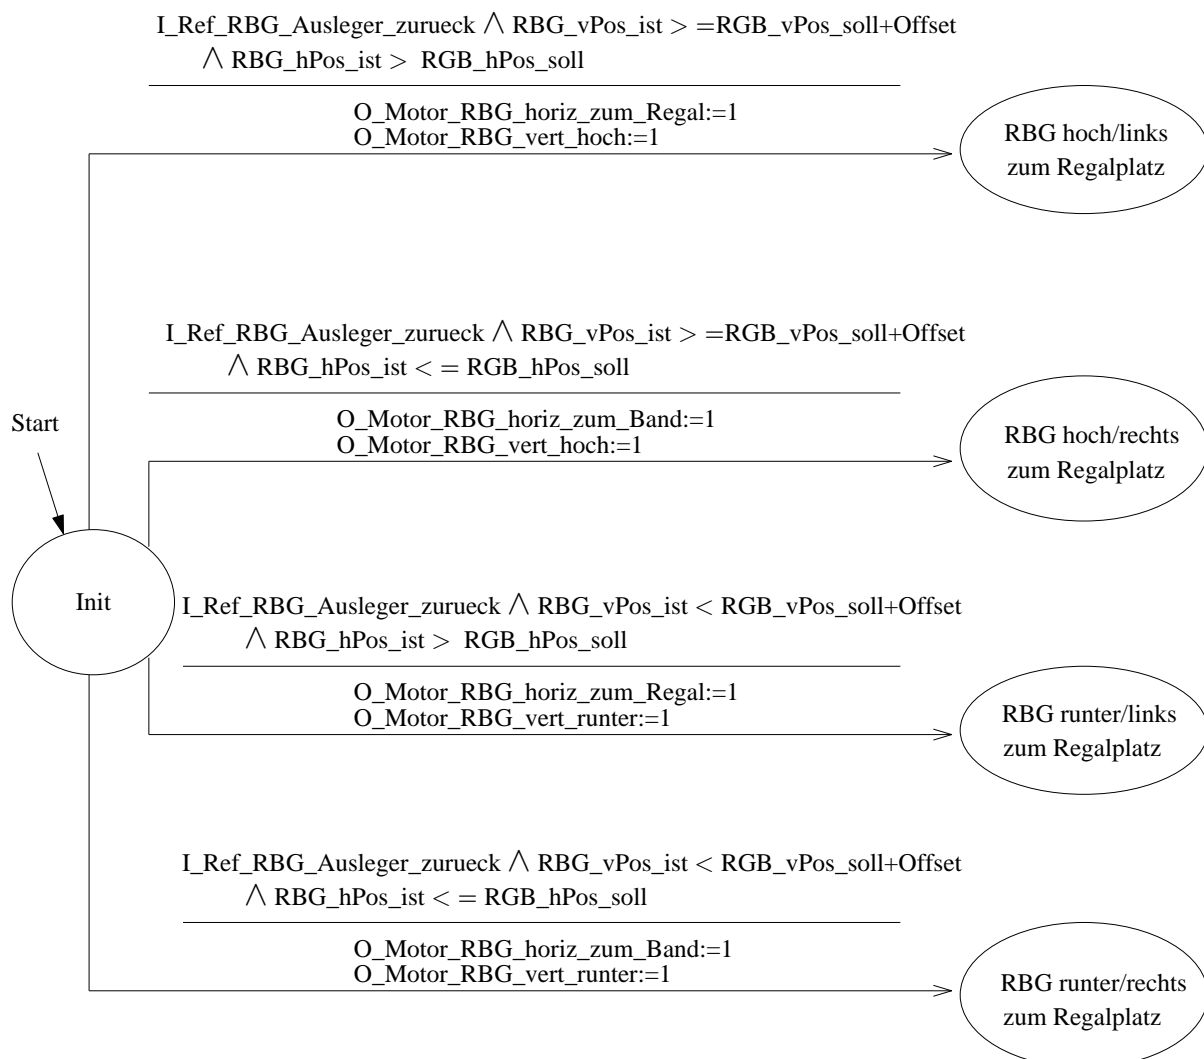 I_Ref_RBG_Ausleger_zurueck ∧ RBG_vPos_ist > =RGB_vPos_soll+Offset
∧ RBG_hPos_ist > RGB_hPos_soll
O_Motor_RBG_horiz_zum_Regal:=1
O_Motor_RBG_vert_hoch:=1
RBG hoch/links
zum Regalplatz
I_Ref_RBG_Ausleger_zurueck ∧ RBG_vPos_ist > =RGB_vPos_soll+Offset
∧ RBG_hPos_ist < = RGB_hPos_soll
O_Motor_RBG_horiz_zum_Band:=1
O_Motor_RBG_vert_hoch:=1
RBG hoch/rechts
zum Regalplatz
Start
Init
I_Ref_RBG_Ausleger_zurueck ∧ RBG_vPos_ist < RGB_vPos_soll+Offset
∧ RBG_hPos_ist > RGB_hPos_soll
O_Motor_RBG_horiz_zum_Regal:=1
O_Motor_RBG_vert_runter:=1
RBG runter/links
zum Regalplatz
I_Ref_RBG_Ausleger_zurueck ∧ RBG_vPos_ist < RGB_vPos_soll+Offset
∧ RBG_hPos_ist < = RGB_hPos_soll
O_Motor_RBG_horiz_zum_Band:=1
O_Motor_RBG_vert_runter:=1
RBG runter/rechts
zum Regalplatz